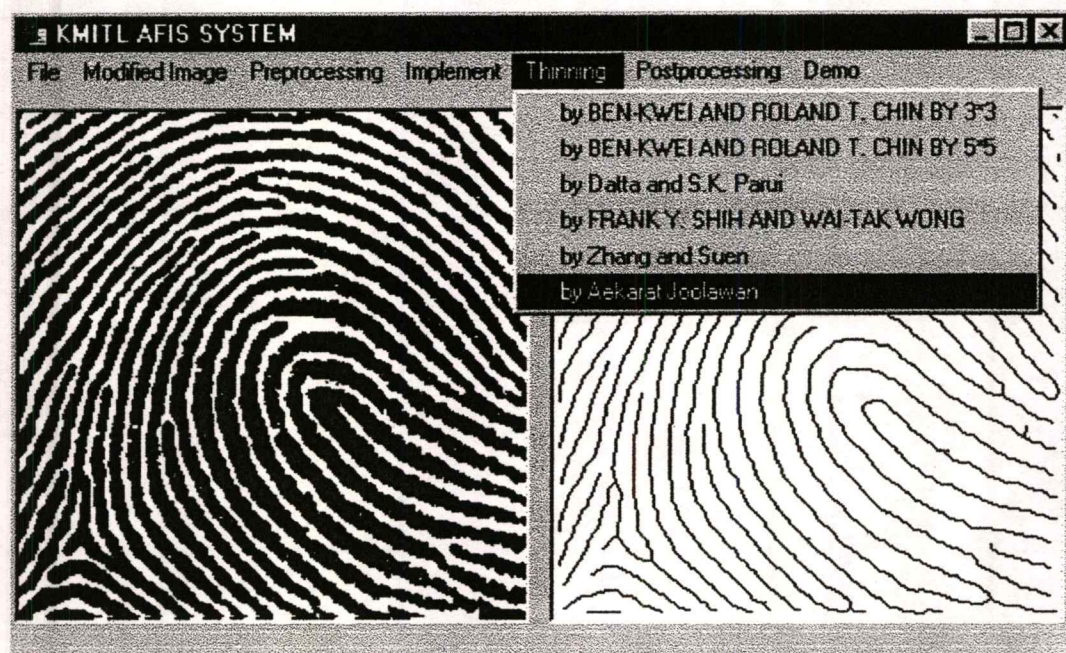 KMITL AFIS SYSTEM
File Modified Image Preprocessing Implement Thinning Postprocessing Demo
by BEN-KWEI AND ROLAND T. CHIN BY 3*3
by BEN-KWEI AND ROLAND T. CHIN BY 5*5
by Datta and S.K. Parui
by FRANK Y. SHIH AND WAI-TAK WONG
by Zhang and Suen
by Aekarat Joolawan